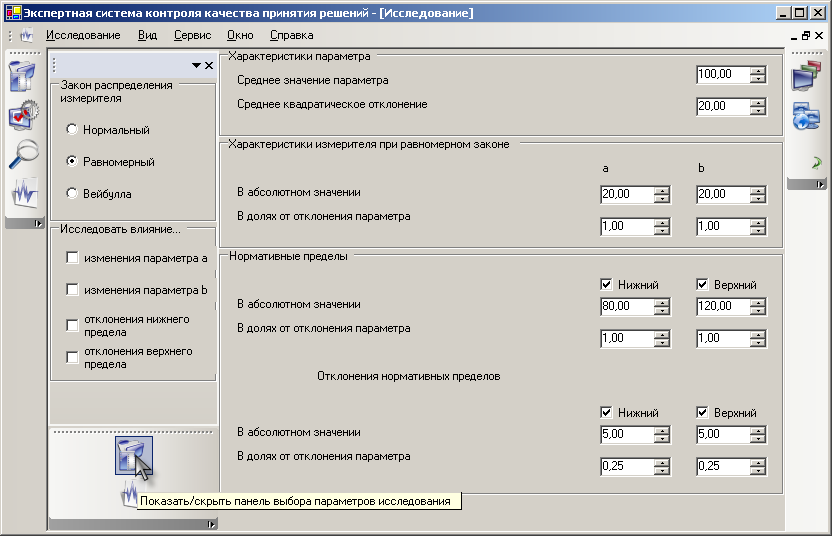 Экспертная система контроля качества принятия решений - [Исследование]
Исследование Вид Сервис Окно Справка
Закон распределения
измерителя
Нормальный
Равномерный
Вейбулла
Исследовать влияние...
изменения параметра a
изменения параметра b
отклонения нижнего
предела
отклонения верхнего
предела
Характеристики параметра
Среднее значение параметра 100,00
Среднее квадратическое отклонение 20,00
Характеристики измерителя при равномерном законе
a b
В абсолютном значении 20,00 20,00
В долях от отклонения параметра 1,00 1,00
Нормативные пределы
Нижний Верхний
В абсолютном значении 80,00 120,00
В долях от отклонения параметра 1,00 1,00
Отклонения нормативных пределов
Нижний Верхний
В абсолютном значении 5,00 5,00
В долях от отклонения параметра 0,25 0,25
Показать/скрыть панель выбора параметров исследования